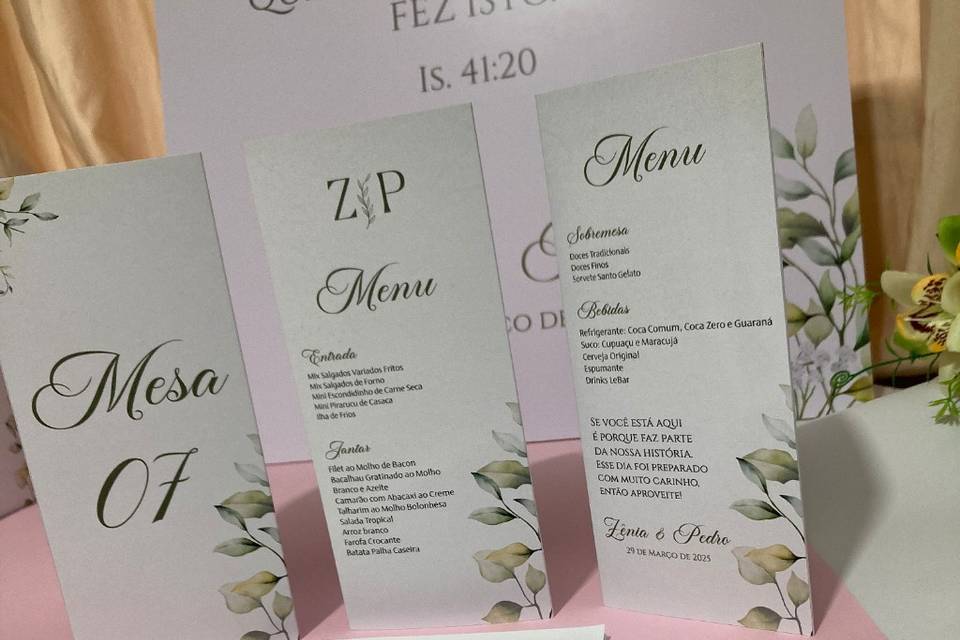 FEZ ISTO
Is. 41:20
Mesa
07
Z P
Menu
Entrada
Mix Salgados Variados Fritos
Mix Salgados de Forno
Mini Escondidinho de Carne Seca
Mini Pirarucu de Casaca
Ilha de Frios
Jantar
Filet ao Molho de Bacon
Bacalhau Gratinado ao Molho
Branco e Azeite
Camarão com Abacaxi ao Creme
Talharim ao Molho Bolonhesa
Salada Tropical
Arroz branco
Farofa Crocante
Batata Palha Caseira
Menu
Sobremesa
Doces Tradicionais
Doces Finos
Sorvete Santo Gelato
Bebidas
Refrigerante: Coca Comum, Coca Zero e Guaraná
Suco: Cupuaçu e Maracujá
Cerveja Original
Espumante
Drinks LeBar
Se você está aqui
é porque faz parte
da nossa história.
Esse dia foi preparado
com muito carinho,
então aproveite!
Zênia & Pedro
29 de março de 2025